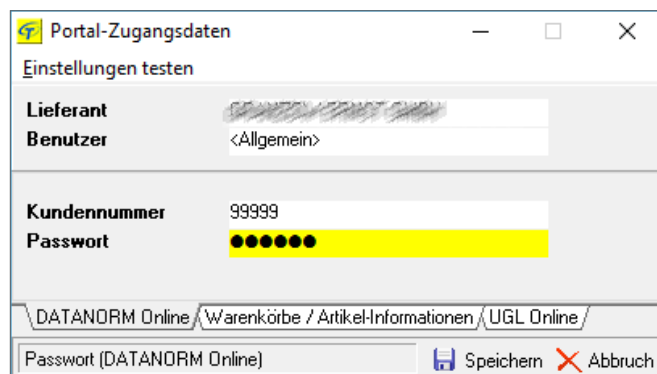 Portal-Zugangsdaten
Einstellungen testen
Lieferant
Benutzer <Allgemein>
Kundennummer 99999
Passwort ●●●●●●
DATANORM Online Warenkörbe / Artikel-Informationen UGL Online
Passwort (DATANORM Online) Speichern Abbruch